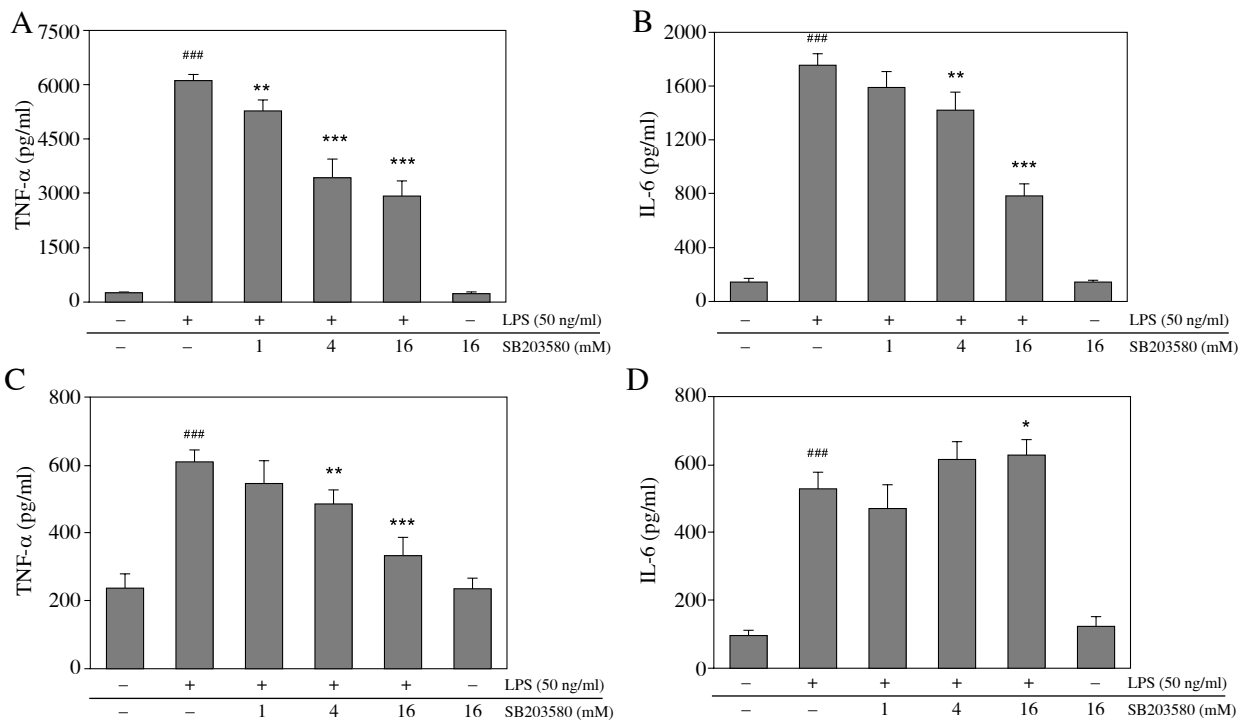 A
B
7500
6000
4500
3000
1500
0
TNF-α (pg/ml)
###
**
***
***
– + + + + – LPS (50 ng/ml)
– – 1 4 16 16 SB203580 (mM)
2000
1600
1200
800
400
0
IL-6 (pg/ml)
###
**
***
– + + + + – LPS (50 ng/ml)
– – 1 4 16 16 SB203580 (mM)
C
D
800
600
400
200
0
TNF-α (pg/ml)
###
**
***
– + + + + – LPS (50 ng/ml)
– – 1 4 16 16 SB203580 (mM)
800
600
400
200
0
IL-6 (pg/ml)
###
*
– + + + + – LPS (50 ng/ml)
– – 1 4 16 16 SB203580 (mM)